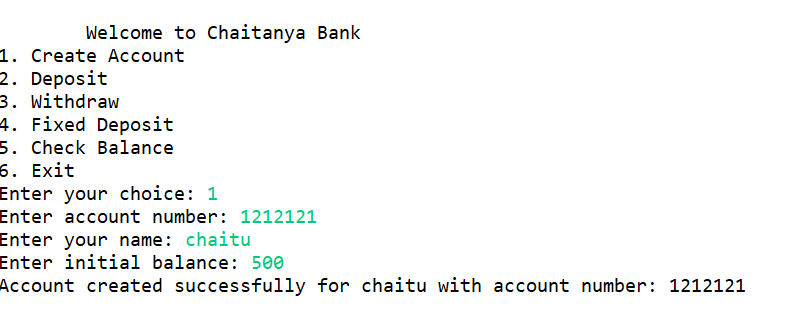 Welcome to Chaitanya Bank
1. Create Account
2. Deposit
3. Withdraw
4. Fixed Deposit
5. Check Balance
6. Exit
Enter your choice: 1
Enter account number: 1212121
Enter your name: chaitu
Enter initial balance: 500
Account created successfully for chaitu with account number: 1212121